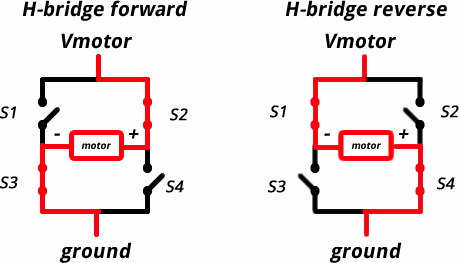 H-bridge forward
Vmotor
S1
S2
- motor +
S3
S4
ground
H-bridge reverse
Vmotor
S1
S2
- motor +
S3
S4
ground